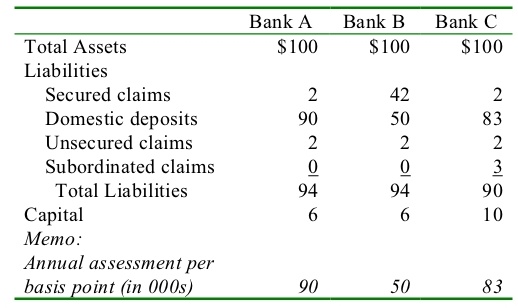 Bank A Bank B Bank C
Total Assets $100 $100 $100
Liabilities
Secured claims 2 42 2
Domestic deposits 90 50 83
Unsecured claims 2 2 2
Subordinated claims 0 0 3
Total Liabilities 94 94 90
Capital 6 6 10
Memo:
Annual assessment per
basis point (in 000s) 90 50 83